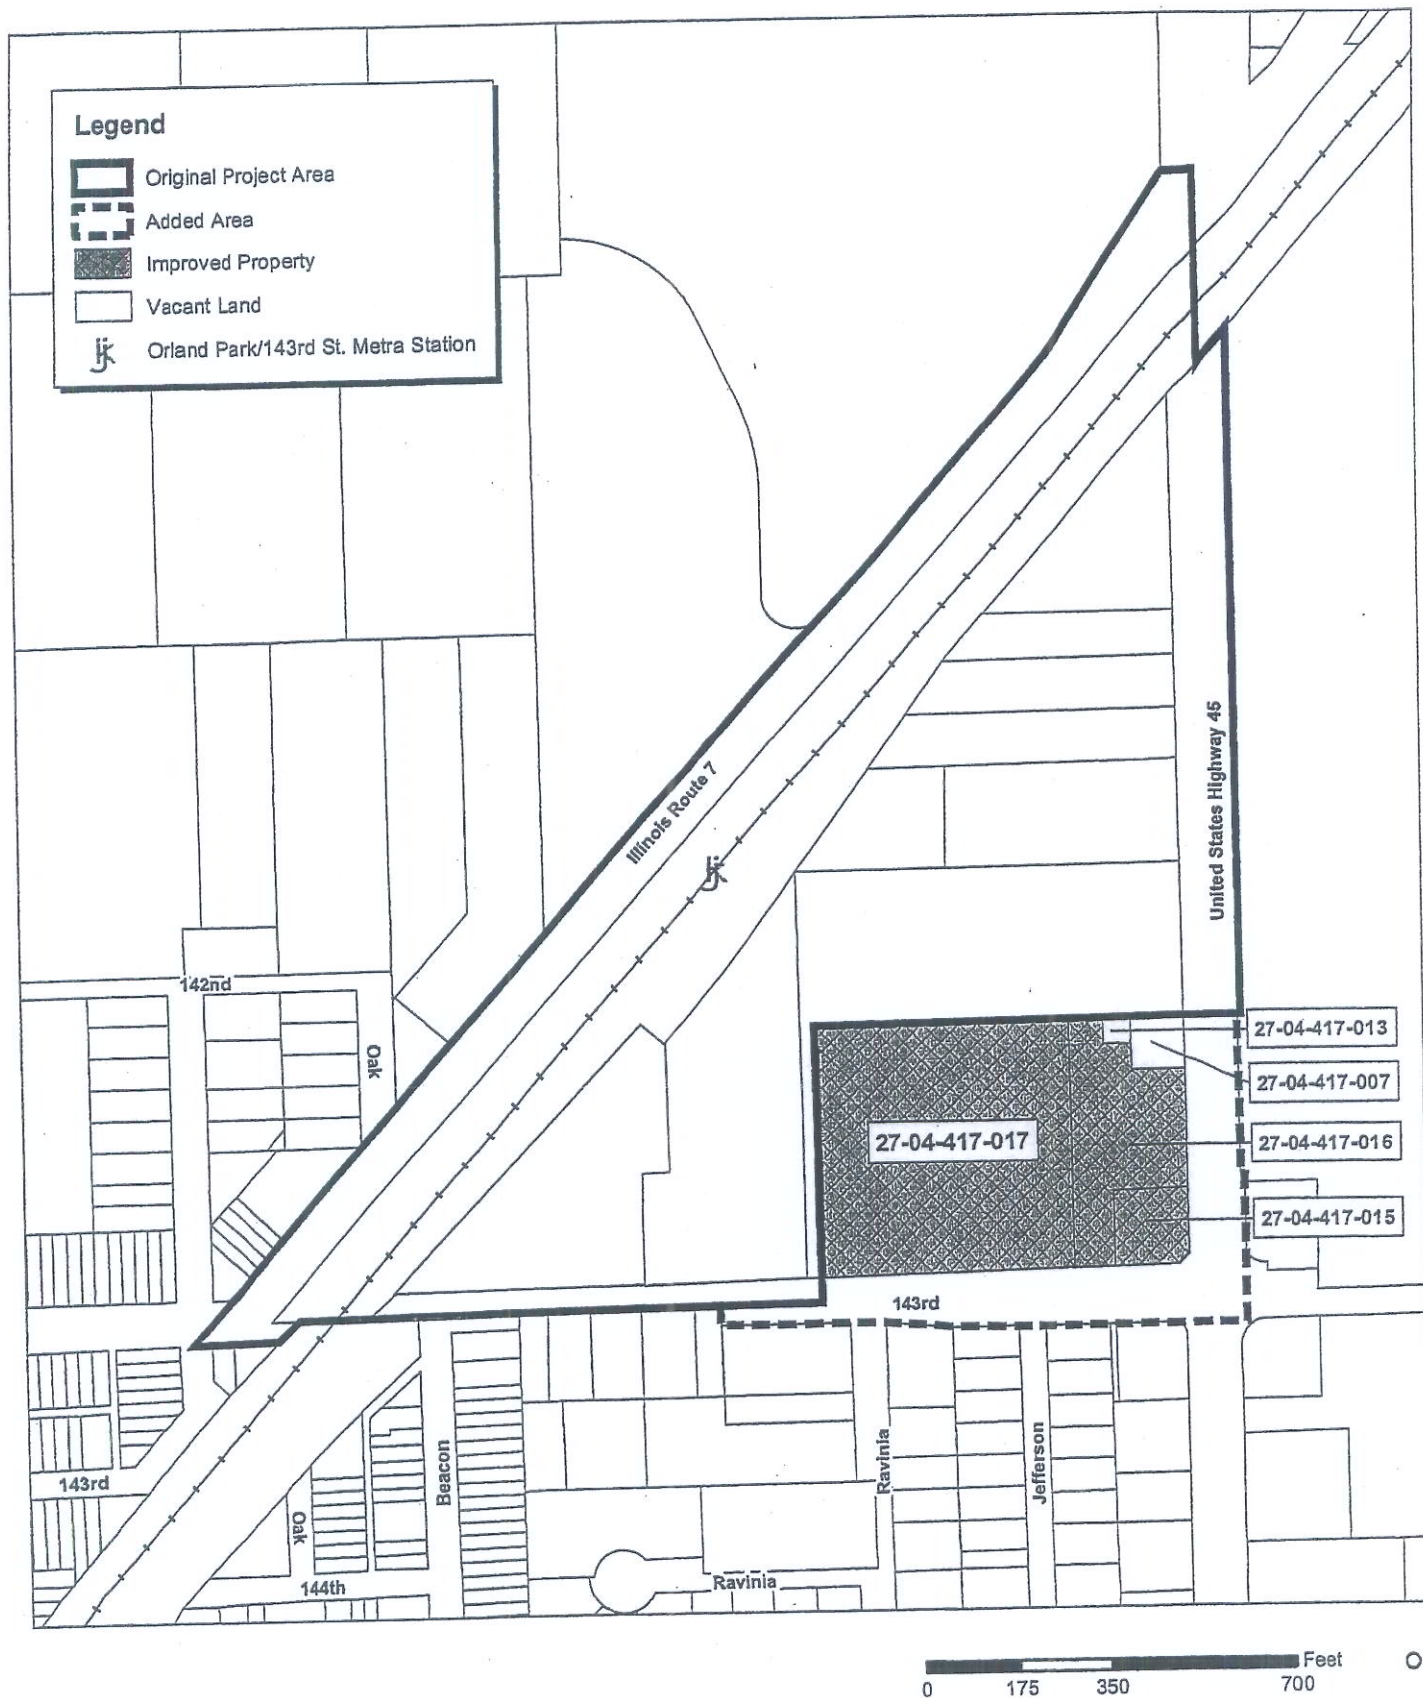 Legend
Original Project Area
Added Area
Improved Property
Vacant Land
Orland Park/143rd St. Metra Station
Illinois Route 7
United States Highway 45
142nd
Oak
27-04-417-013
27-04-417-007
27-04-417-017
27-04-417-016
27-04-417-015
143rd
143rd
Beacon
Ravinia
Jefferson
Oak
144th
Ravinia
Feet
0 175 350 700